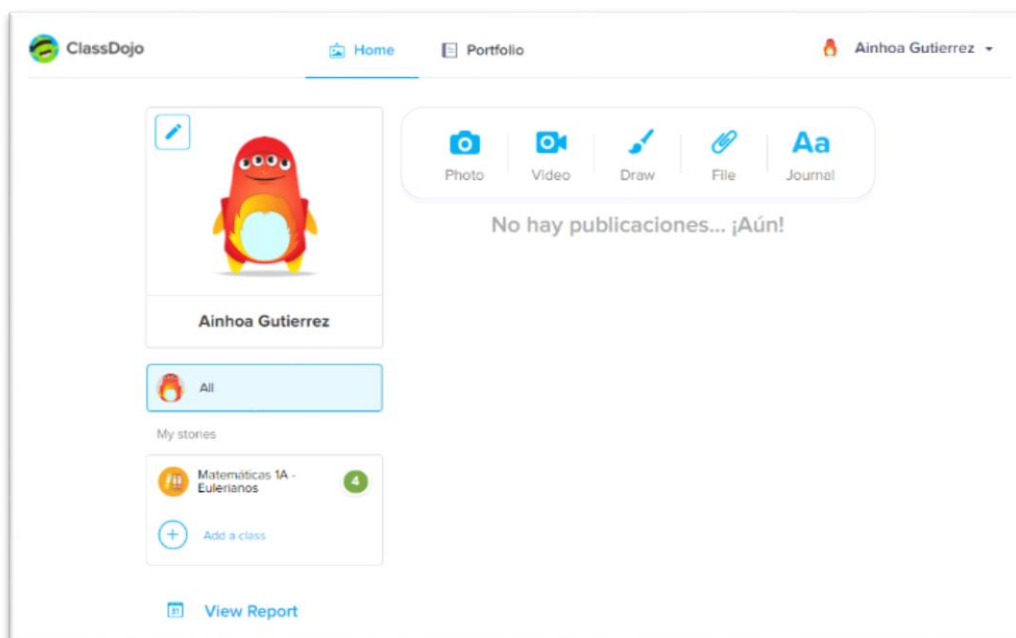 ClassDojo
Home
Portfolio
Ainhoa Gutierrez
Photo
Video
Draw
File
Aa
Journal
No hay publicaciones... ¡Aún!
Ainhoa Gutierrez
All
My stories
Matemáticas 1A -
Eulerianos
4
Add a class
31
View Report